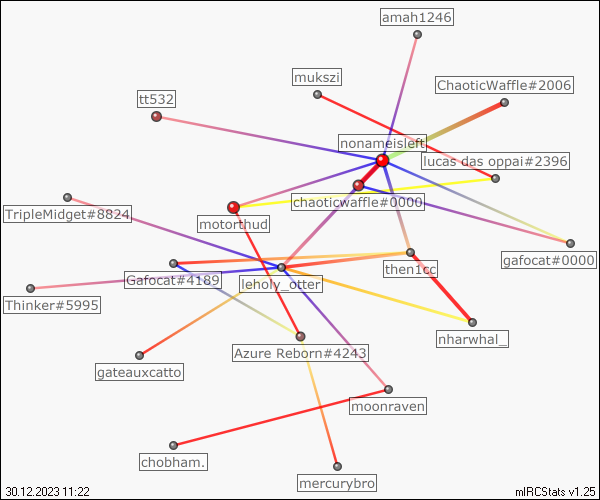 amah1246
mukszi
ChaoticWaffle#2006
tt532
nonameisleft
lucas das oppai#2396
chaoticwaffle#0000
TripleMidget#8824
motorthud
gafocat#0000
then1cc
Gafocat#4189
leholy_otter
Thinker#5995
nharwhal_
Azure Reborn#4243
gateauxcatto
moonraven
chobham.
mercurybro
30.12.2023 11:22
mIRCStats v1.25